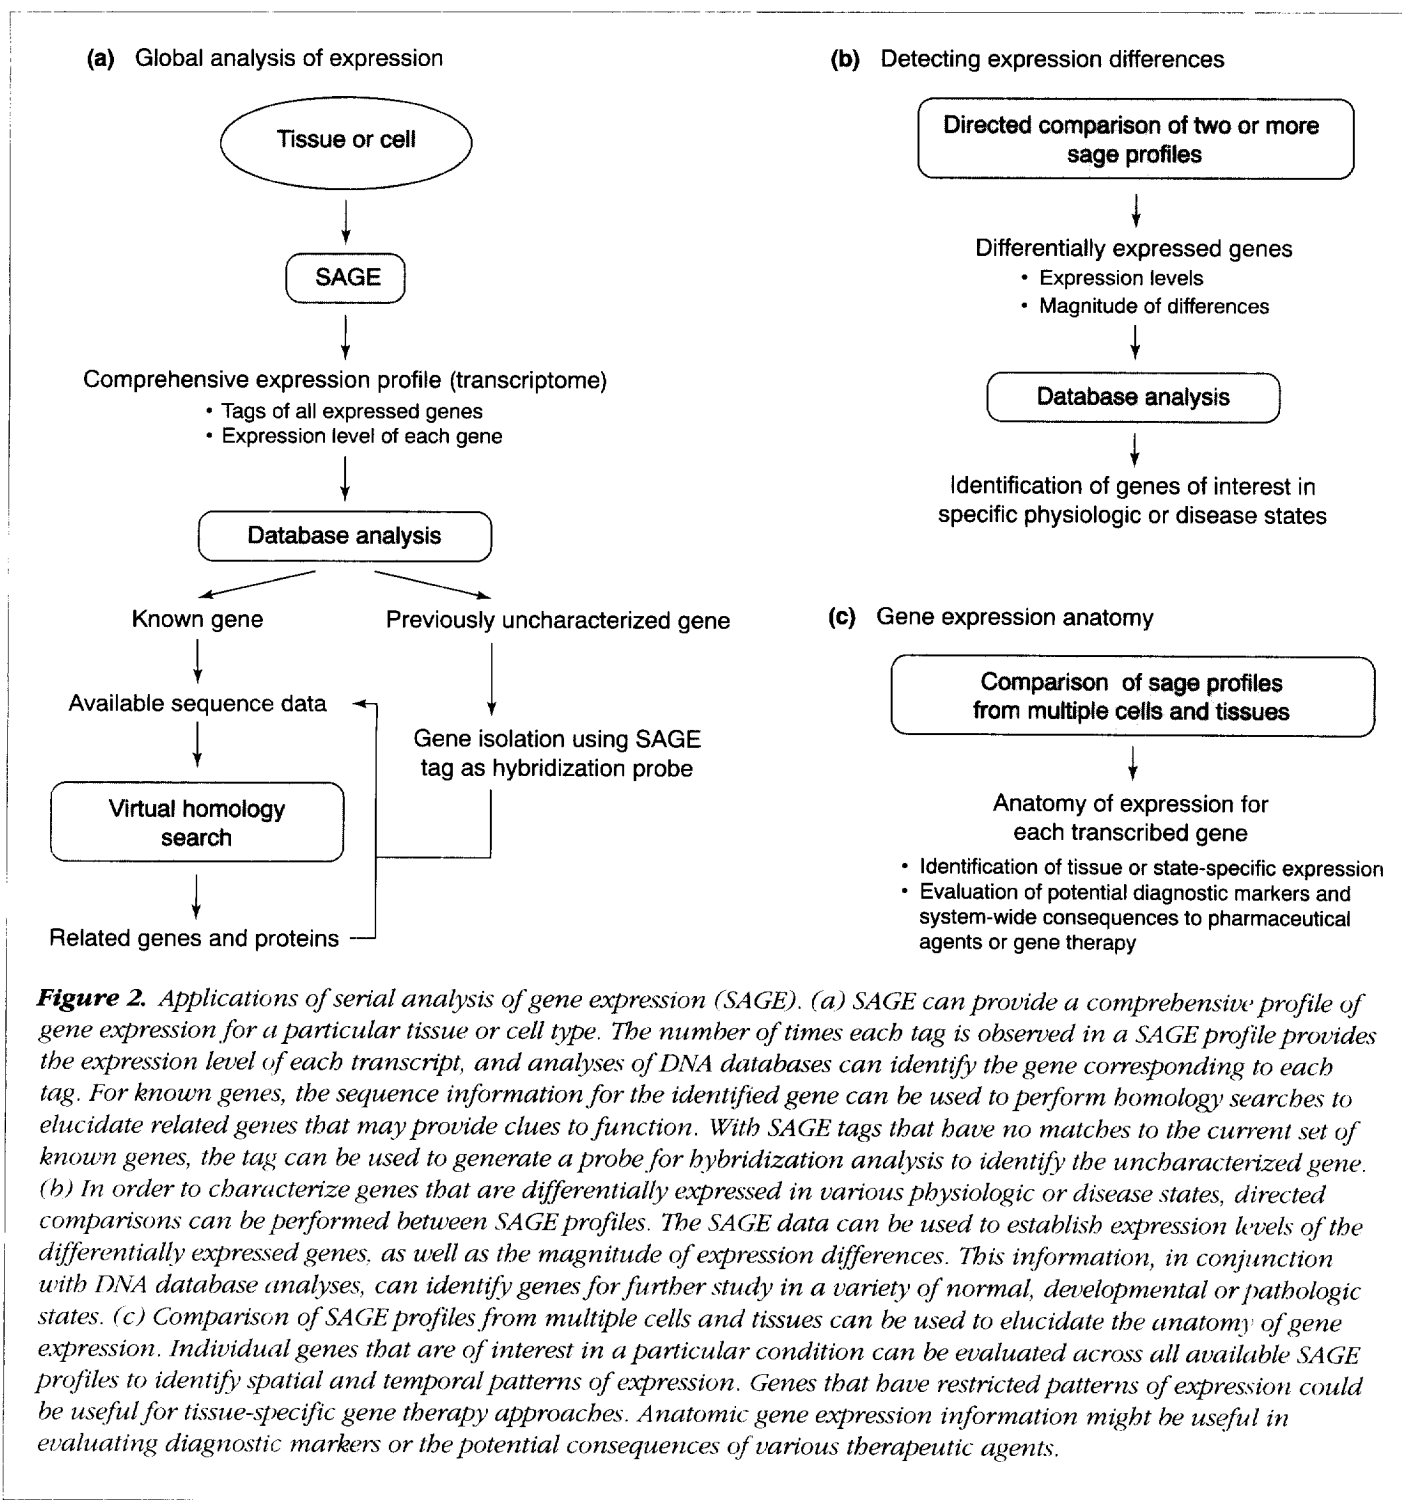 (a) Global analysis of expression
Tissue or cell
SAGE
Comprehensive expression profile (transcriptome)
• Tags of all expressed genes
• Expression level of each gene
Database analysis
Known gene
Previously uncharacterized gene
Available sequence data
Gene isolation using SAGE
tag as hybridization probe
Virtual homology
search
Related genes and proteins
(b) Detecting expression differences
Directed comparison of two or more
sage profiles
Differentially expressed genes
• Expression levels
• Magnitude of differences
Database analysis
Identification of genes of interest in
specific physiologic or disease states
(c) Gene expression anatomy
Comparison of sage profiles
from multiple cells and tissues
Anatomy of expression for
each transcribed gene
• Identification of tissue or state-specific expression
• Evaluation of potential diagnostic markers and
system-wide consequences to pharmaceutical
agents or gene therapy
Figure 2. Applications of serial analysis of gene expression (SAGE). (a) SAGE can provide a comprehensive profile of
gene expression for a particular tissue or cell type. The number of times each tag is observed in a SAGE profile provides
the expression level of each transcript, and analyses of DNA databases can identify the gene corresponding to each
tag. For known genes, the sequence information for the identified gene can be used to perform homology searches to
elucidate related genes that may provide clues to function. With SAGE tags that have no matches to the current set of
known genes, the tag can be used to generate a probe for hybridization analysis to identify the uncharacterized gene.
(b) In order to characterize genes that are differentially expressed in various physiologic or disease states, directed
comparisons can be performed between SAGE profiles. The SAGE data can be used to establish expression levels of the
differentially expressed genes, as well as the magnitude of expression differences. This information, in conjunction
with DNA database analyses, can identify genes for further study in a variety of normal, developmental or pathologic
states. (c) Comparison of SAGE profiles from multiple cells and tissues can be used to elucidate the anatomy of gene
expression. Individual genes that are of interest in a particular condition can be evaluated across all available SAGE
profiles to identify spatial and temporal patterns of expression. Genes that have restricted patterns of expression could
be useful for tissue-specific gene therapy approaches. Anatomic gene expression information might be useful in
evaluating diagnostic markers or the potential consequences of various therapeutic agents.